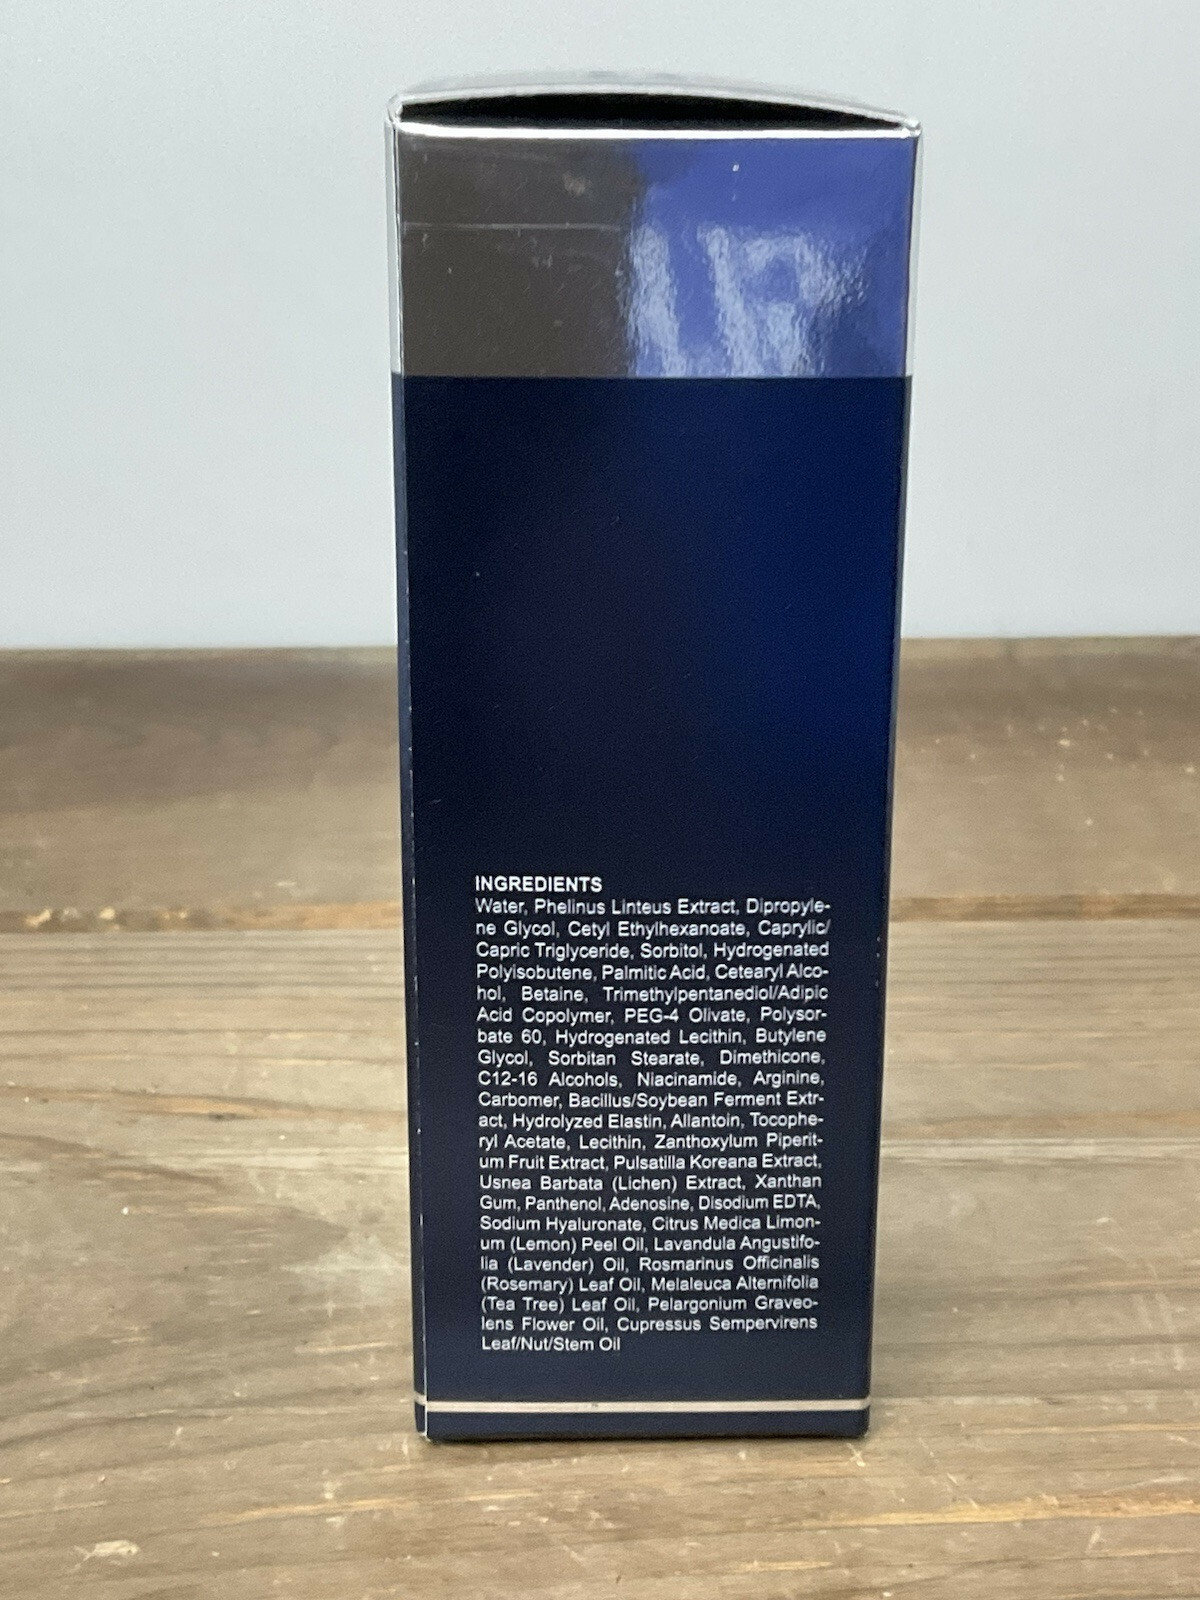 INGREDIENTS
Water, Phelinus Linteus Extract, Dipropyle-
ne Glycol, Cetyl Ethylhexanoate, Caprylic/
Capric Triglyceride, Sorbitol, Hydrogenated
Polyisobutene, Palmitic Acid, Cetearyl Alco-
hol, Betaine, Trimethylpentanediol/Adipic
Acid Copolymer, PEG-4 Olivate, Polysor-
bate 60, Hydrogenated Lecithin, Butylene
Glycol, Sorbitan Stearate, Dimethicone,
C12-16 Alcohols, Niacinamide, Arginine,
Carbomer, Bacillus/Soybean Ferment Extr-
act, Hydrolyzed Elastin, Allantoin, Tocophe-
ryl Acetate, Lecithin, Zanthoxylum Piperit-
um Fruit Extract, Pulsatilla Koreana Extract,
Usnea Barbata (Lichen) Extract, Xanthan
Gum, Panthenol, Adenosine, Disodium EDTA,
Sodium Hyaluronate, Citrus Medica Limon-
um (Lemon) Peel Oil, Lavandula Angustifo-
lia (Lavender) Oil, Rosmarinus Officinalis
(Rosemary) Leaf Oil, Melaleuca Alternifolia
(Tea Tree) Leaf Oil, Pelargonium Graveo-
lens Flower Oil, Cupressus Sempervirens
Leaf/Nut/Stem Oil